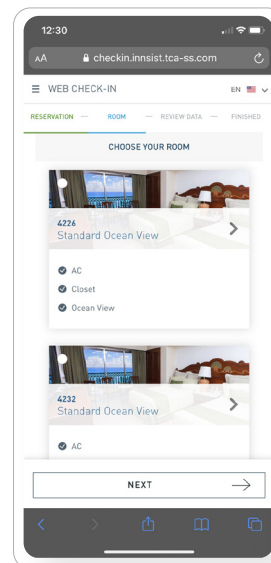 12:30
AA checkin.innsist.tca-ss.com
WEB CHECK-IN EN
RESERVATION ROOM REVIEW DATA FINISHED
CHOOSE YOUR ROOM
4226
Standard Ocean View
AC
Closet
Ocean View
4232
Standard Ocean View
AC
NEXT